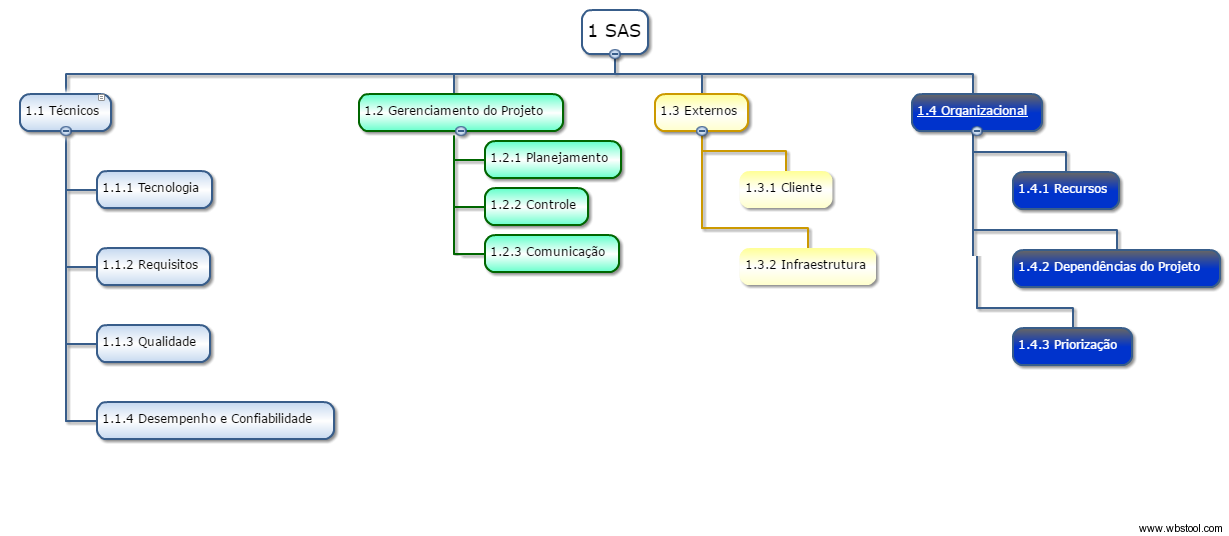 1 SAS
1.1 Técnicos
1.1.1 Tecnologia
1.1.2 Requisitos
1.1.3 Qualidade
1.1.4 Desempenho e Confiabilidade
1.2 Gerenciamento do Projeto
1.2.1 Planejamento
1.2.2 Controle
1.2.3 Comunicação
1.3 Externos
1.3.1 Cliente
1.3.2 Infraestrutura
1.4 Organizacional
1.4.1 Recursos
1.4.2 Dependências do Projeto
1.4.3 Priorização
www.wbstool.com